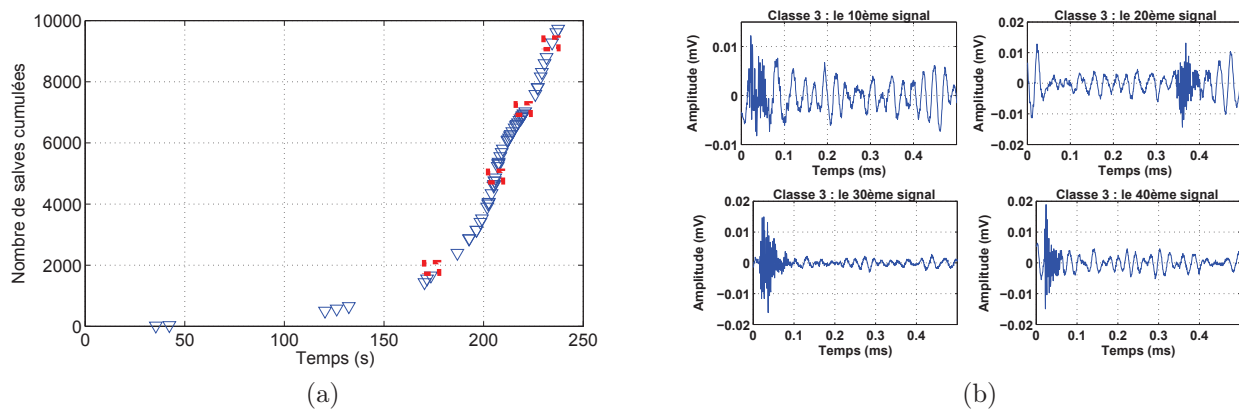 10000
8000
6000
4000
2000
0
Nombre de salves cumulées
0 50 100 150 200 250
Temps (s)
(a)
Classe 3 : le 10ème signal
0.01
0
−0.01
Amplitude (mV)
0 0.1 0.2 0.3 0.4
Temps (ms)
Classe 3 : le 20ème signal
0.02
0.01
0
−0.01
−0.02
Amplitude (mV)
0 0.1 0.2 0.3 0.4
Temps (ms)
Classe 3 : le 30ème signal
0.02
0.01
0
−0.01
−0.02
Amplitude (mV)
0 0.1 0.2 0.3 0.4
Temps (ms)
Classe 3 : le 40ème signal
0.02
0.01
0
−0.01
−0.02
Amplitude (mV)
0 0.1 0.2 0.3 0.4
Temps (ms)
(b)